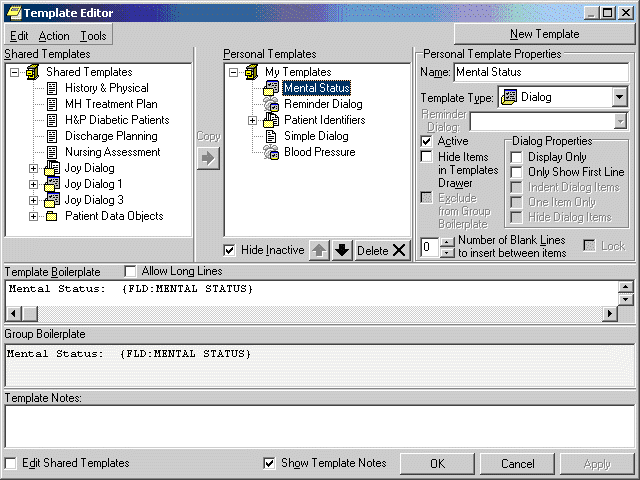 Template Editor
Edit Action Tools
New Template
Shared Templates
Shared Templates
History & Physical
MH Treatment Plan
H&P Diabetic Patients
Discharge Planning
Nursing Assessment
Joy Dialog
Joy Dialog 1
Joy Dialog 3
Patient Data Objects
Copy
Personal Templates
My Templates
Mental Status
Reminder Dialog
Patient Identifiers
Simple Dialog
Blood Pressure
Hide Inactive
Delete
Personal Template Properties
Name: Mental Status
Template Type: Dialog
Reminder
Dialog:
Active
Hide Items
in Templates
Drawer
Exclude
from Group
Boilerplate
Dialog Properties
Display Only
Only Show First Line
Indent Dialog Items
One Item Only
Hide Dialog Items
0 Number of Blank Lines
to insert between items
Lock
Template Boilerplate Allow Long Lines
Mental Status: {FLD:MENTAL STATUS}
Group Boilerplate
Mental Status: {FLD:MENTAL STATUS}
Template Notes:
Edit Shared Templates Show Template Notes OK Cancel Apply